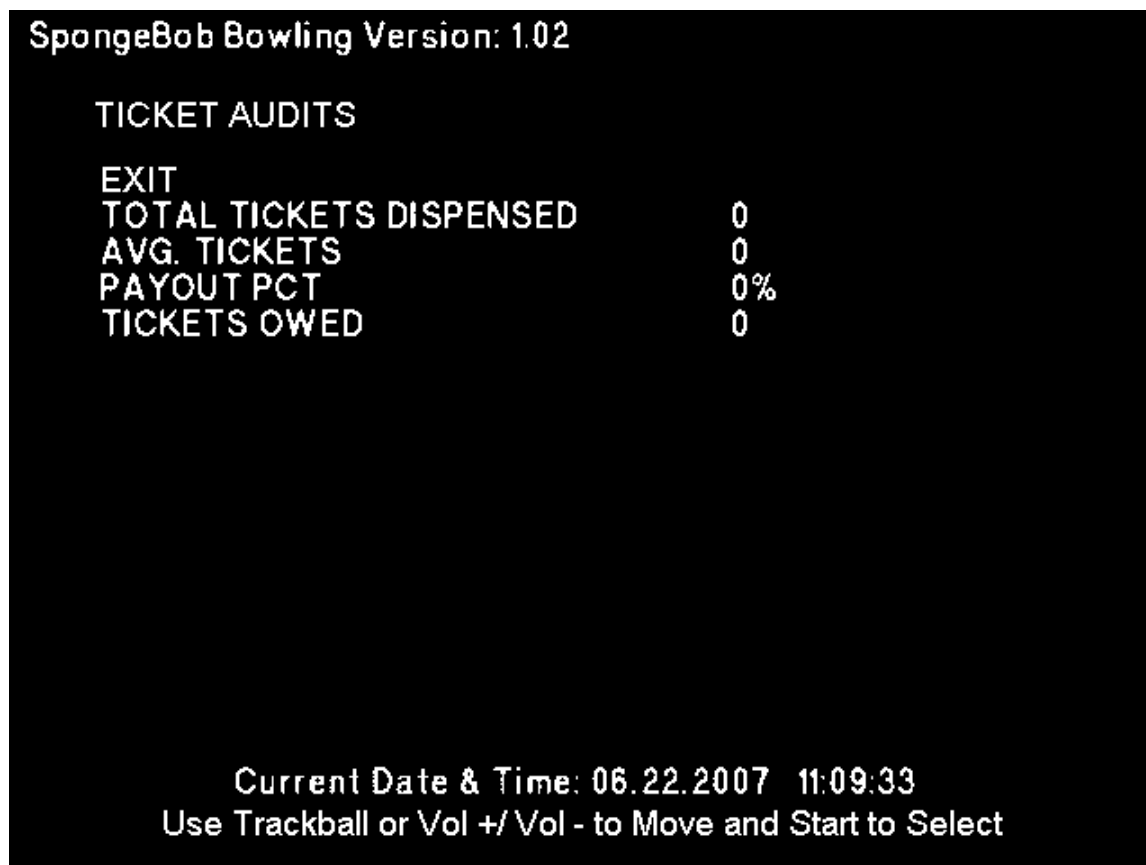 SpongeBob Bowling Version: 1.02
TICKET AUDITS
EXIT
TOTAL TICKETS DISPENSED 0
AVG. TICKETS 0
PAYOUT PCT 0%
TICKETS OWED 0
Current Date & Time: 06.22.2007 11:09:33
Use Trackball or Vol +/ Vol - to Move and Start to Select